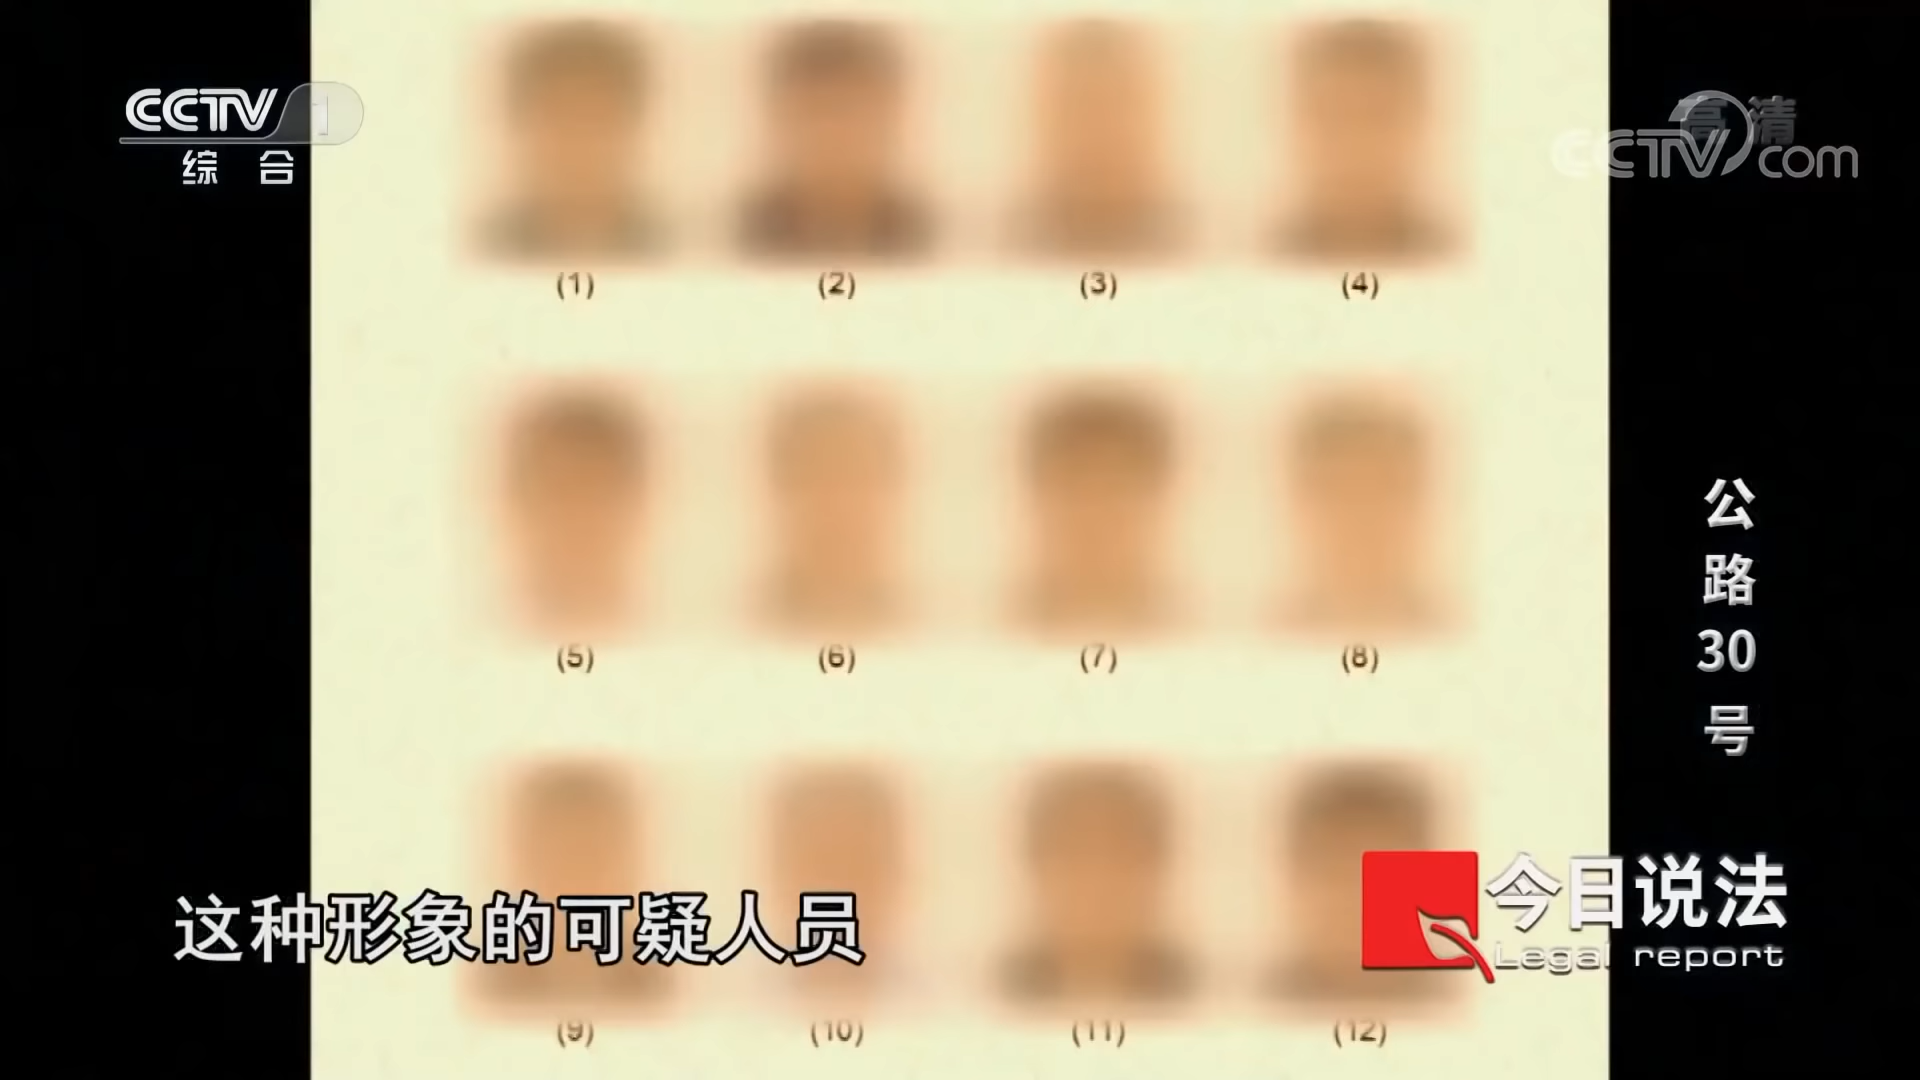 CCTV 1
综合
高清
CCTV com
(1) (2) (3) (4)
(5) (6) (7) (8)
公路30号
(9) (10) (11) (12)
这种形象的可疑人员
今日说法
Legal report